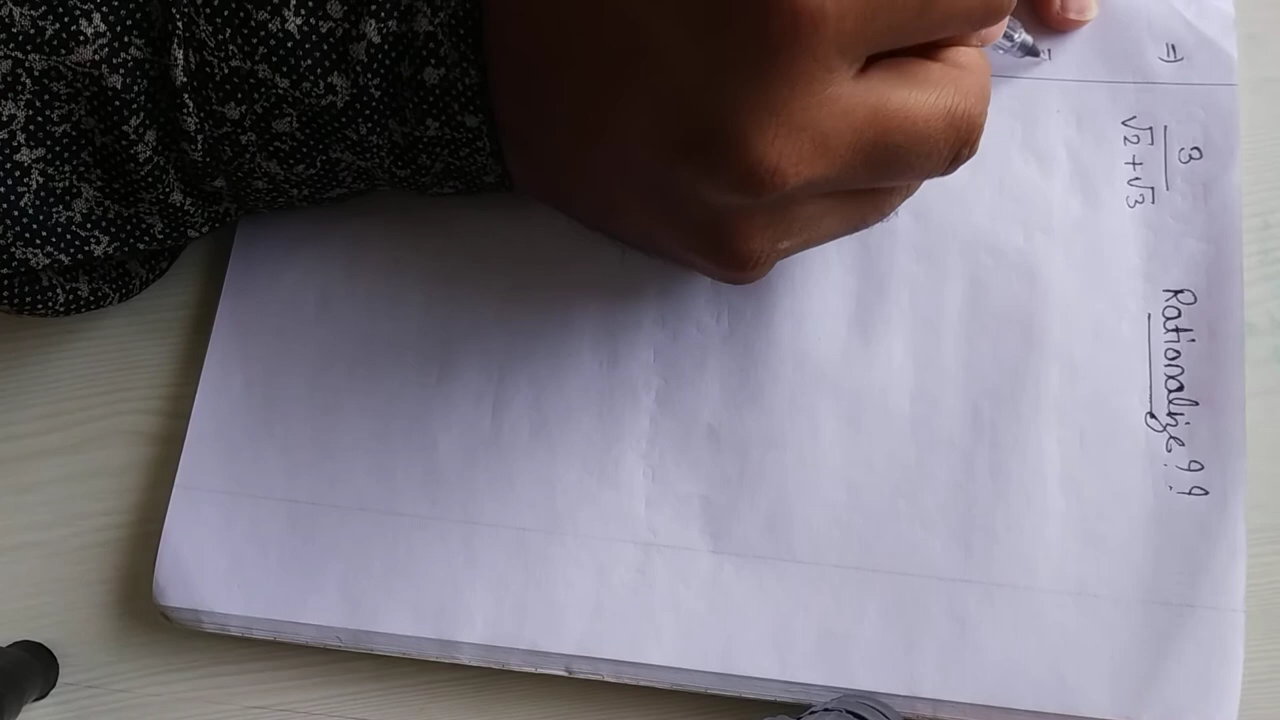 ⇒ 3/(√2+√3) Rationalize??
=